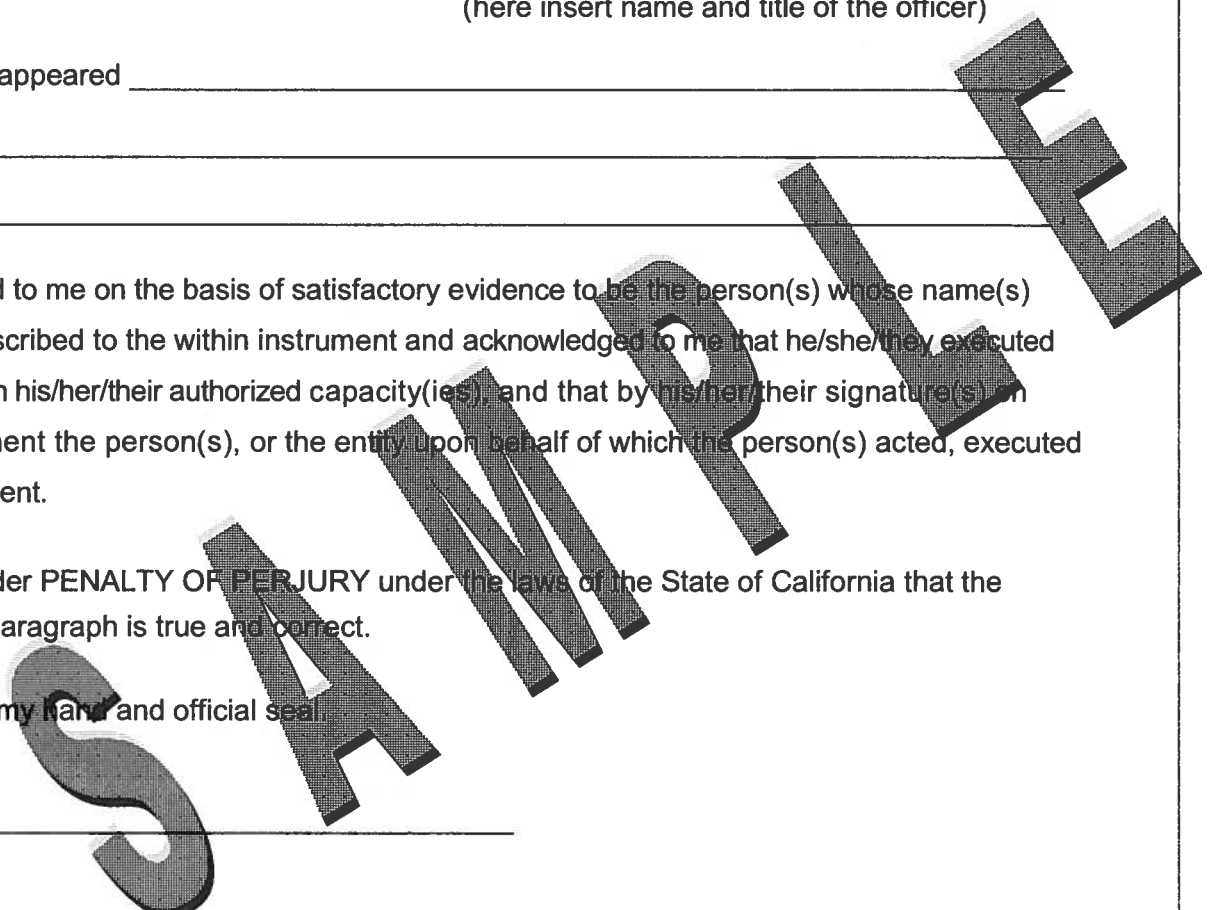 (here insert name and title of the officer)
appeared
to me on the basis of satisfactory evidence to be the person(s) whose name(s)
scribed to the within instrument and acknowledged to me that he/she/they executed
his/her/their authorized capacity(ies), and that by his/her/their signature(s) on
ent the person(s), or the entity upon behalf of which the person(s) acted, executed
ent.
der PENALTY OF PERJURY under the laws of the State of California that the
aragraph is true and correct.
my hand and official seal.
SAMPLE